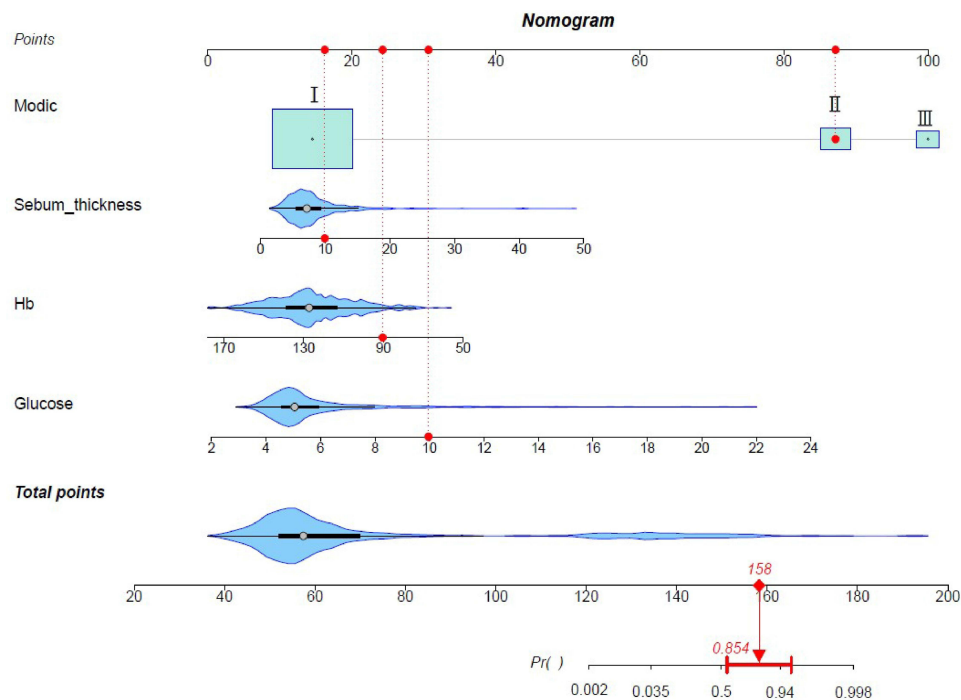 Nomogram
Points
0 20 40 60 80 100
Modic
Ⅰ Ⅱ Ⅲ
Sebum_thickness
0 10 20 30 40 50
Hb
170 130 90 50
Glucose
2 4 6 8 10 12 14 16 18 20 22 24
Total points
158
20 40 60 80 100 120 140 160 180 200
0.854
Pr( )
0.002 0.035 0.5 0.94 0.998